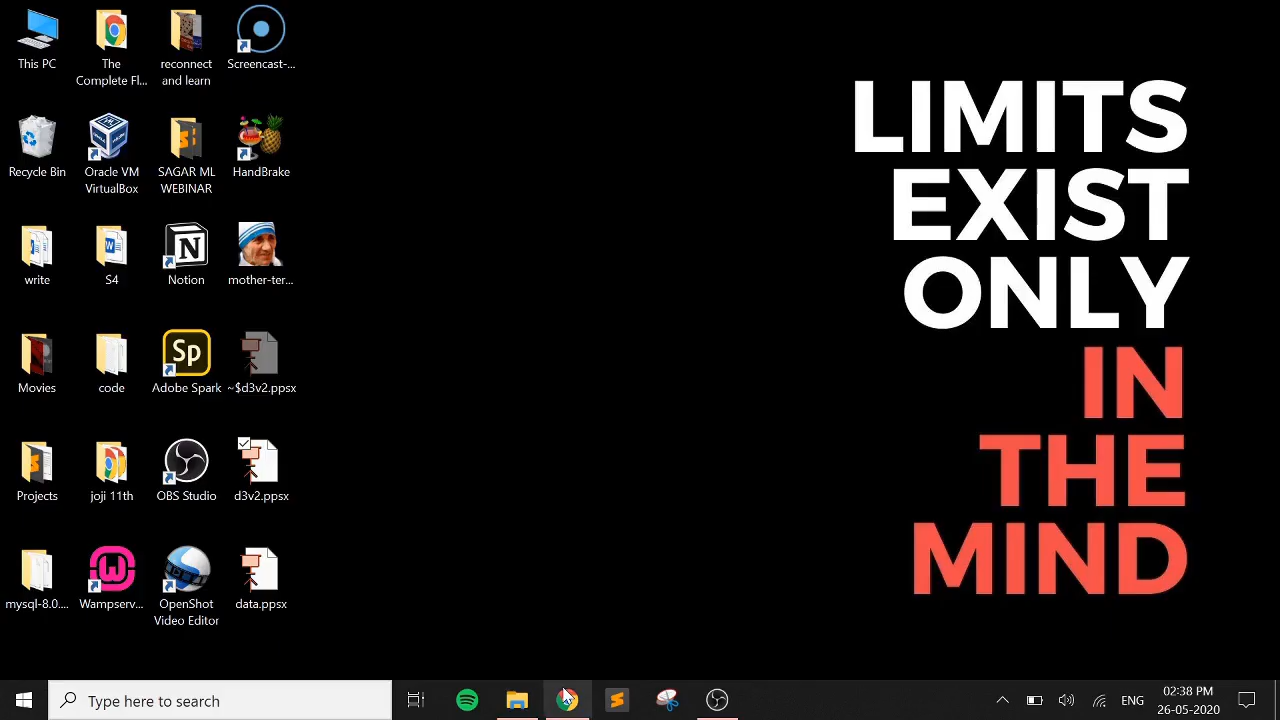 This PC
The
Complete Fl...
reconnect
and learn
Screencast-...
Recycle Bin
Oracle VM
VirtualBox
SAGAR ML
WEBINAR
HandBrake
write
S4
Notion
mother-ter...
Movies
code
Adobe Spark
~$d3v2.ppsx
Projects
joji 11th
OBS Studio
d3v2.ppsx
mysql-8.0....
Wampserv...
OpenShot
Video Editor
data.ppsx
LIMITS
EXIST
ONLY
IN
THE
MIND
Type here to search
ENG
02:38 PM
26-05-2020